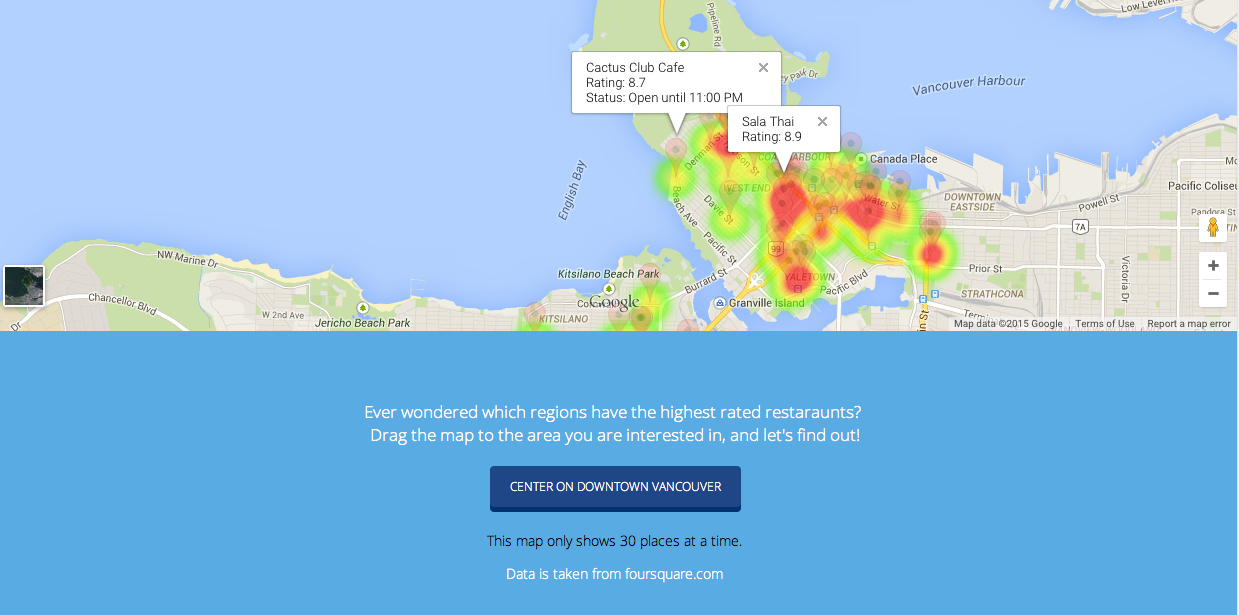 Low Level Road
Pipeline Rd
Cactus Club Cafe
Rating: 8.7
Status: Open until 11:00 PM
Vancouver Harbour
Sala Thai
Rating: 8.9
Denman St
Canada Place
English Bay
WEST END
Davie St
Beach Ave
Water St
DOWNTOWN
EASTSIDE
Powell St
Pacific Coliseu
Pandora St
7A
99
Pacific St
NW Marine Dr
Kitsilano Beach Park
Burrard St
YALETOWN
Pacific Blvd
Prior St
Victoria Dr
STRATHCONA
Chancellor Blvd
W 2nd Ave
Jericho Beach Park
Google
Granville Island
KITSILANO
Map data ©2015 Google
Terms of Use
Report a map error
Ever wondered which regions have the highest rated restaraunts?
Drag the map to the area you are interested in, and let's find out!
CENTER ON DOWNTOWN VANCOUVER
This map only shows 30 places at a time.
Data is taken from foursquare.com